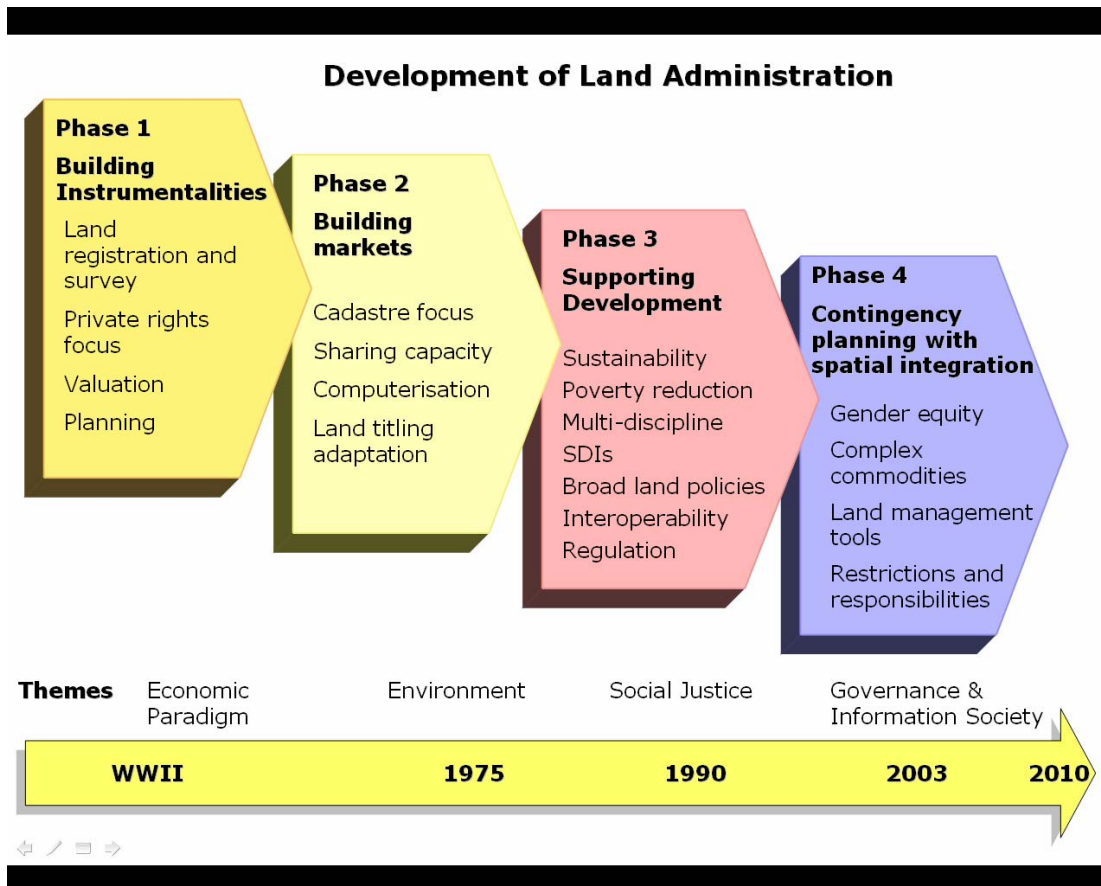 Development of Land Administration
Phase 1
Building
Instrumentalities
Land
registration and
survey
Private rights
focus
Valuation
Planning
Phase 2
Building
markets
Cadastre focus
Sharing capacity
Computerisation
Land titling
adaptation
Phase 3
Supporting
Development
Sustainability
Poverty reduction
Multi-discipline
SDIs
Broad land policies
Interoperability
Regulation
Phase 4
Contingency
planning with
spatial integration
Gender equity
Complex
commodities
Land management
tools
Restrictions and
responsibilities
Themes
Economic
Paradigm
Environment
Social Justice
Governance &
Information Society
WWII 1975 1990 2003 2010